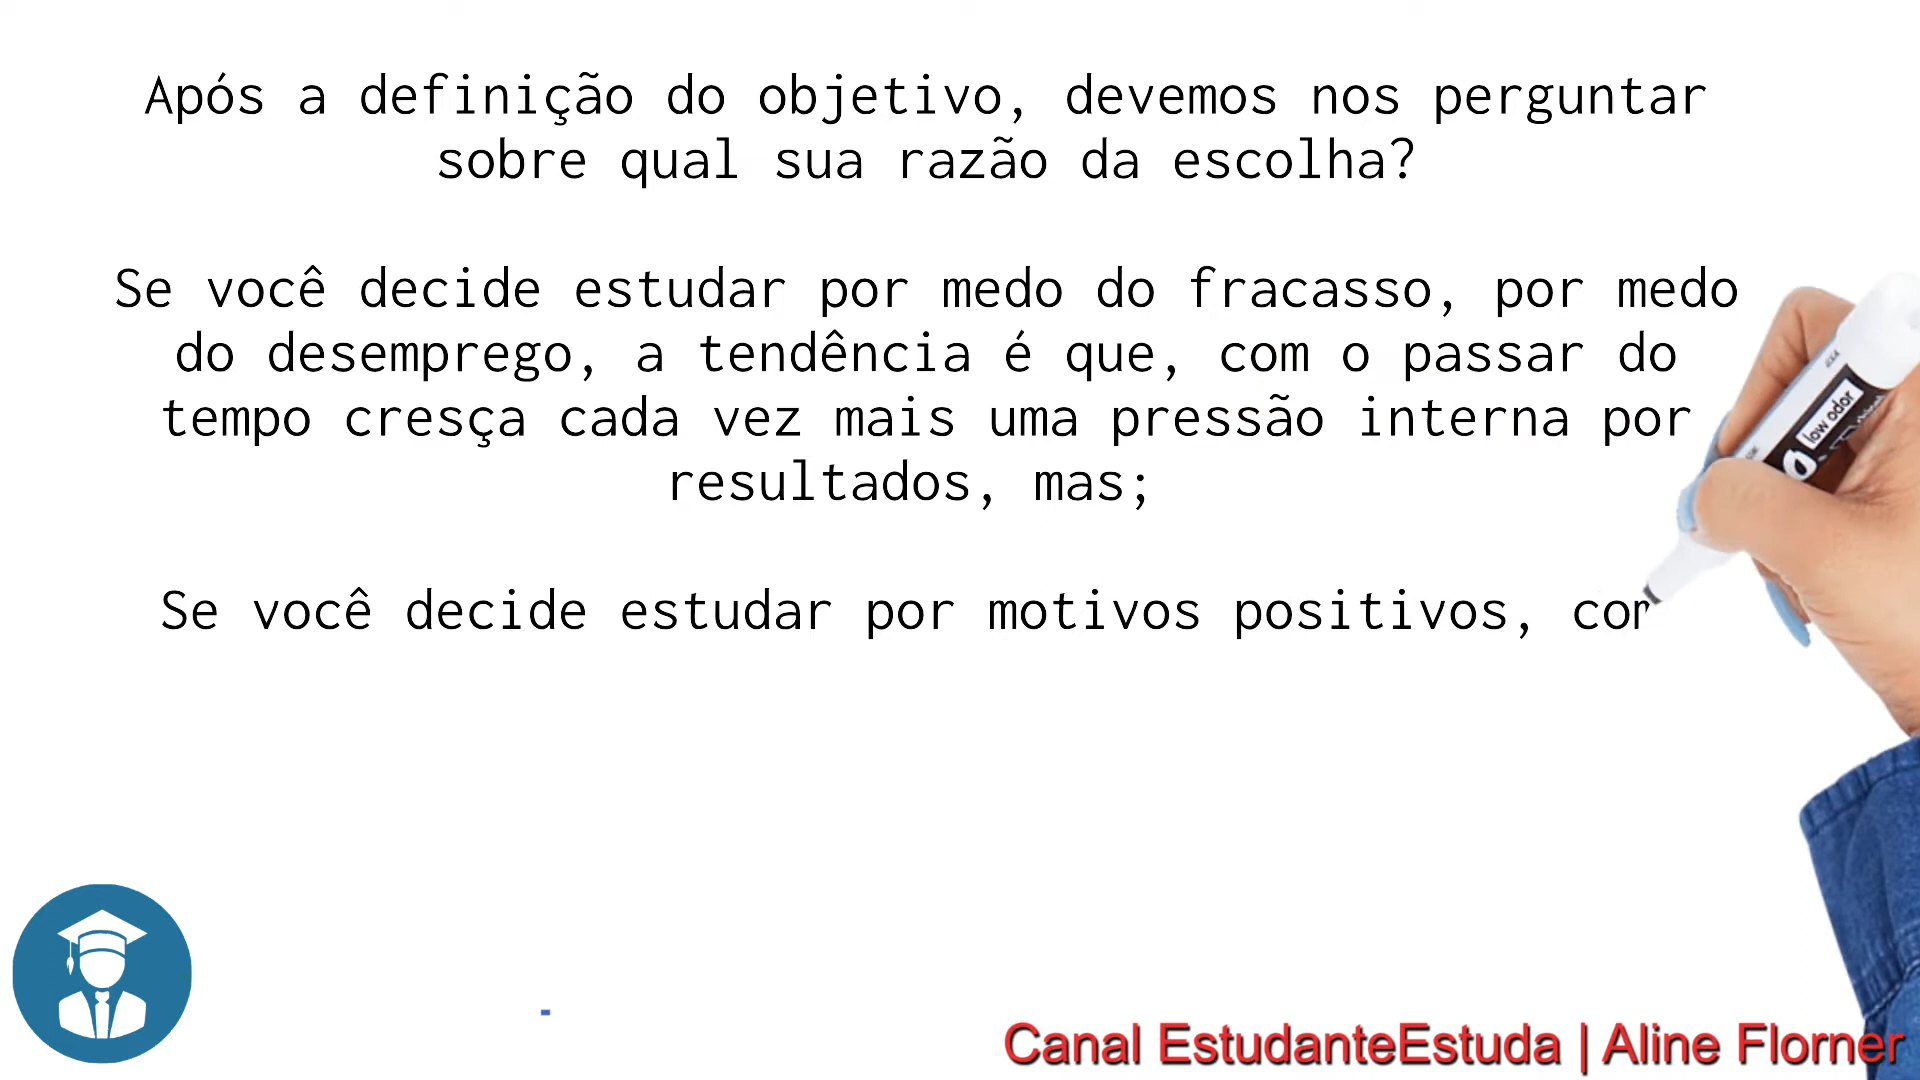 Após a definição do objetivo, devemos nos perguntar
sobre qual sua razão da escolha?
Se você decide estudar por medo do fracasso, por medo
do desemprego, a tendência é que, com o passar do
tempo cresça cada vez mais uma pressão interna por
resultados, mas;
Se você decide estudar por motivos positivos,
low odor
Canal EstudanteEstuda | Aline Florner